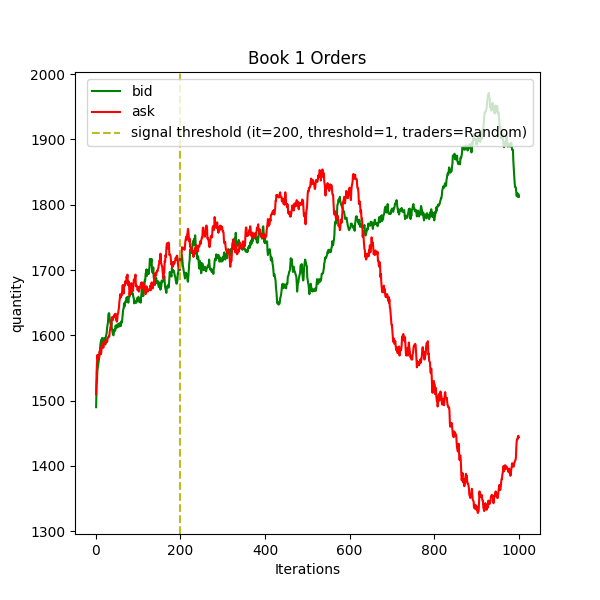 Book 1 Orders
2000
1900
1800
1700
1600
1500
1400
1300
quantity
bid
ask
signal threshold (it=200, threshold=1, traders=Random)
0 200 400 600 800 1000
Iterations